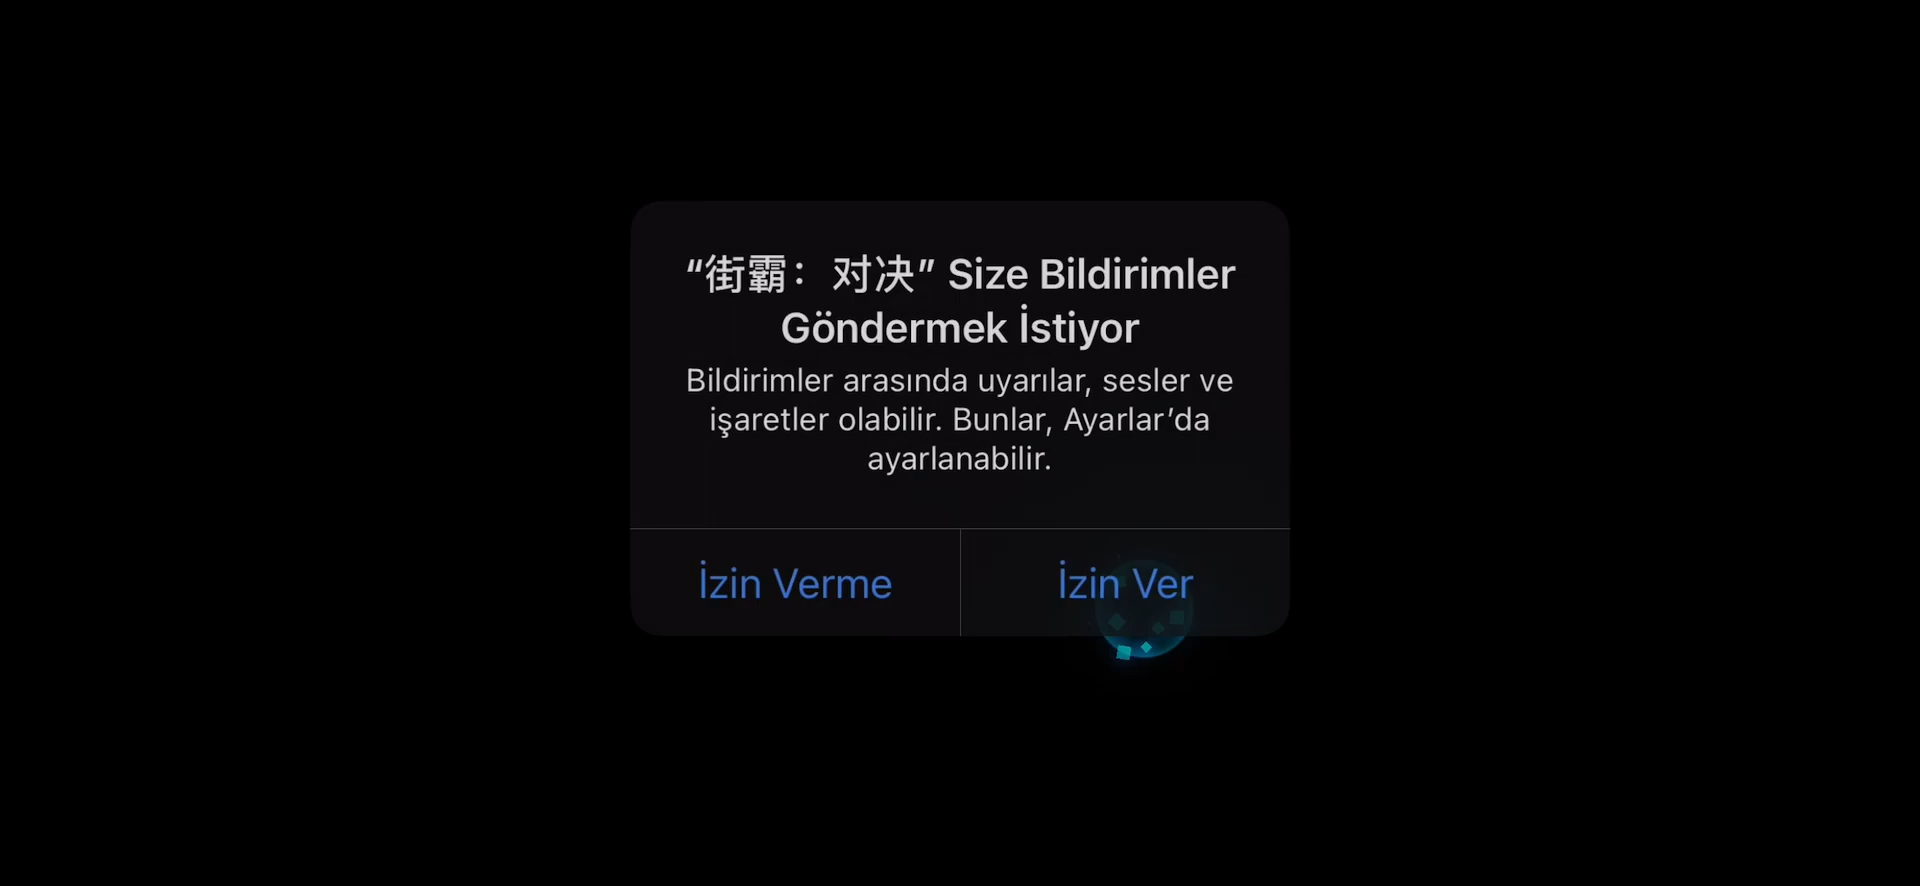 “街霸：对决” Size Bildirimler
Göndermek İstiyor
Bildirimler arasında uyarılar, sesler ve
işaretler olabilir. Bunlar, Ayarlar’da
ayarlanabilir.
İzin Verme
İzin Ver